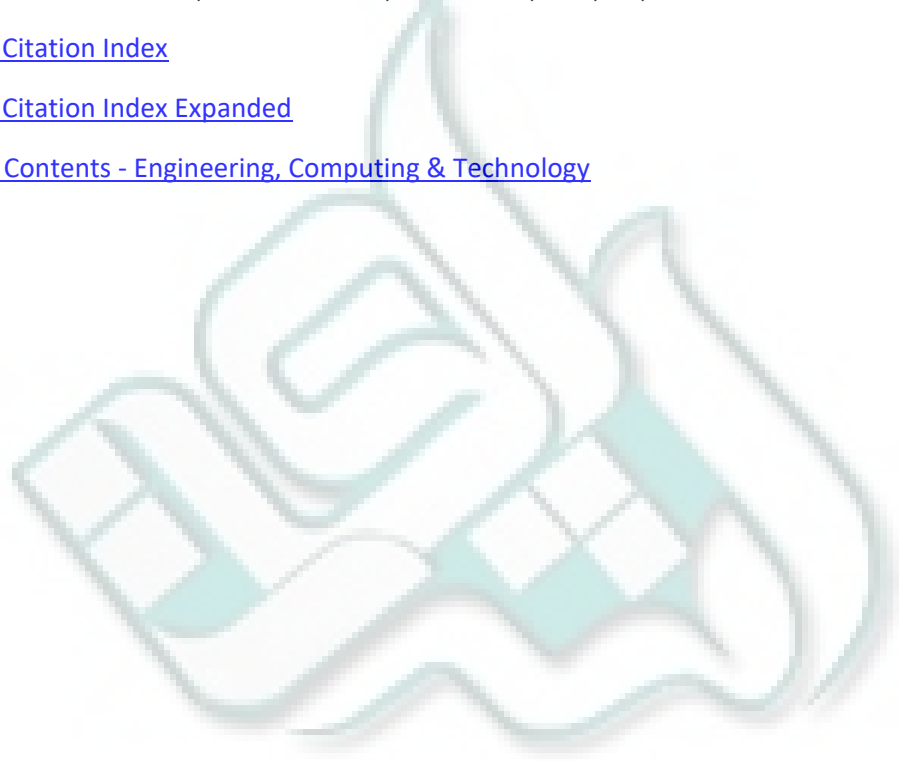 Citation Index
Citation Index Expanded
Contents - Engineering, Computing & Technology